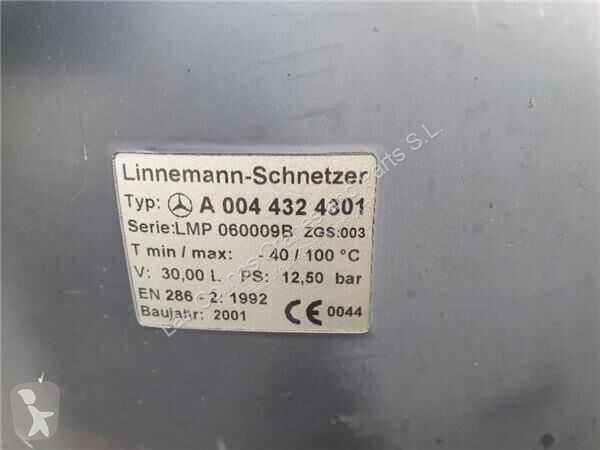 Linnemann-Schnetzer
Typ: A 004 432 4301
Serie:LMP 060009R ZGS:003
T min / max: - 40 / 100 °C
V: 30,00 L PS: 12,50 bar
EN 286 - 2: 1992
Baujahr: 2001 CE 0044